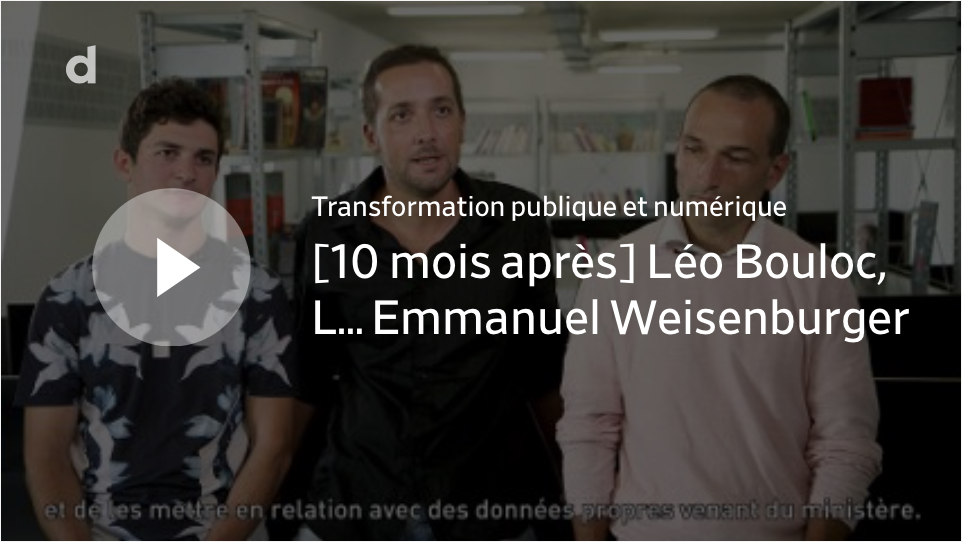 d
Transformation publique et numérique
[10 mois après] Léo Bouloc,
L... Emmanuel Weisenburger
et de les mettre en relation avec des données propres venant du ministère.